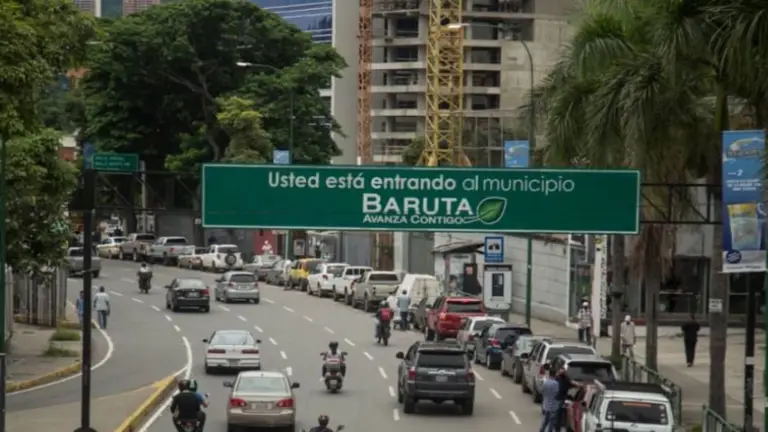 Usted está entrando al municipio
BARUTA
AVANZA CONTIGO